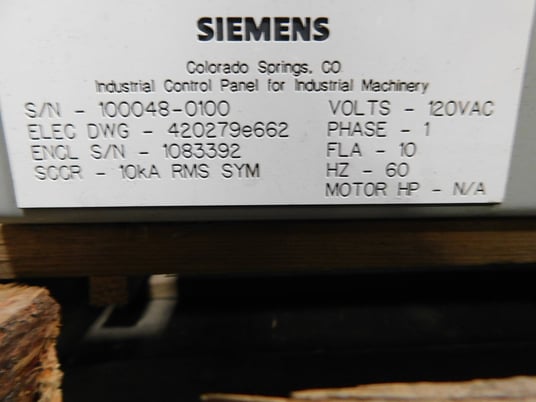 SIEMENS
Colorado Springs, CO.
Industrial Control Panel for Industrial Machinery
S/N - 100048-0100
ELEC DWG - 420279e662
ENCL S/N - 1083392
SCCR - 10kA RMS SYM
VOLTS - 120VAC
PHASE - 1
FLA - 10
HZ - 60
MOTOR HP - N/A